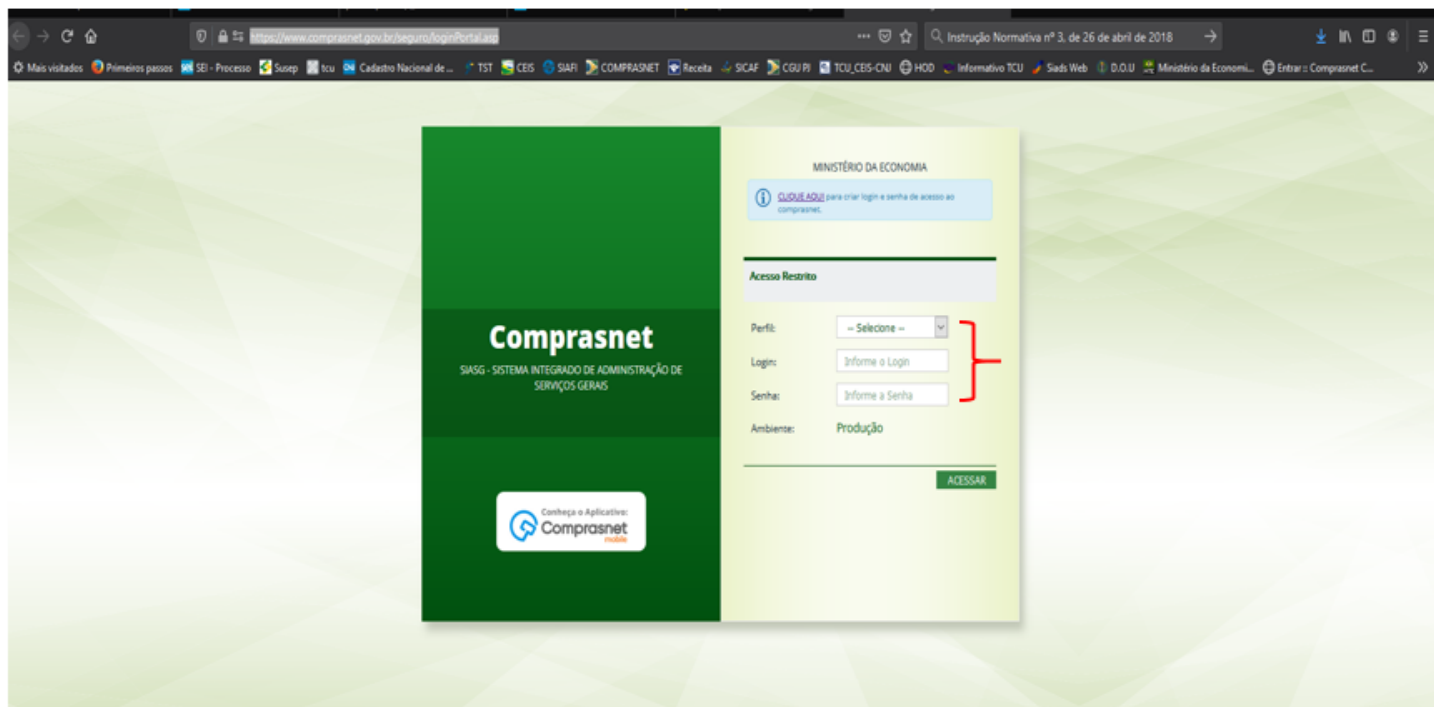 https://www.comprasnet.gov.br/seguro/loginPortal.asp
Instrução Normativa nº 3, de 26 de abril de 2018
Mais visitados Primeiros passos SEI - Processo Susep tcu Cadastro Nacional de ... TST CEIS SIAFI COMPRASNET Receita SICAF CGU PJ TCU_CEIS-CNJ HOD Informativo TCU Siads Web D.O.U Ministério da Economi... Entrar :: Comprasnet C...
MINISTÉRIO DA ECONOMIA
CLIQUE AQUI para criar login e senha de acesso ao
comprasnet.
Acesso Restrito
Perfil: -- Selecione --
Login: Informe o Login
Senha: Informe a Senha
Ambiente: Produção
ACESSAR
Comprasnet
SIASG - SISTEMA INTEGRADO DE ADMINISTRAÇÃO DE
SERVIÇOS GERAIS
Conheça o Aplicativo:
Comprasnet
mobile